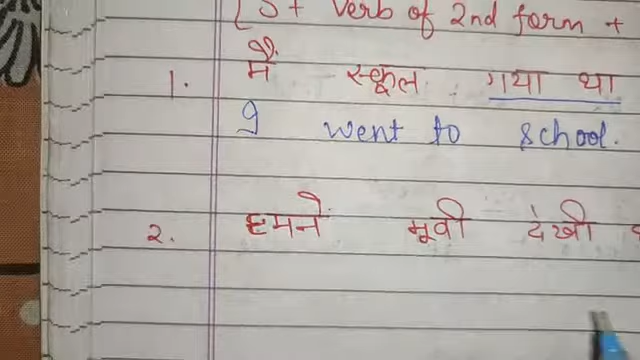 [S + Verb of 2nd form +
1. मैं स्कूल गया था
I went to school.
2. हमने मूवी देखी